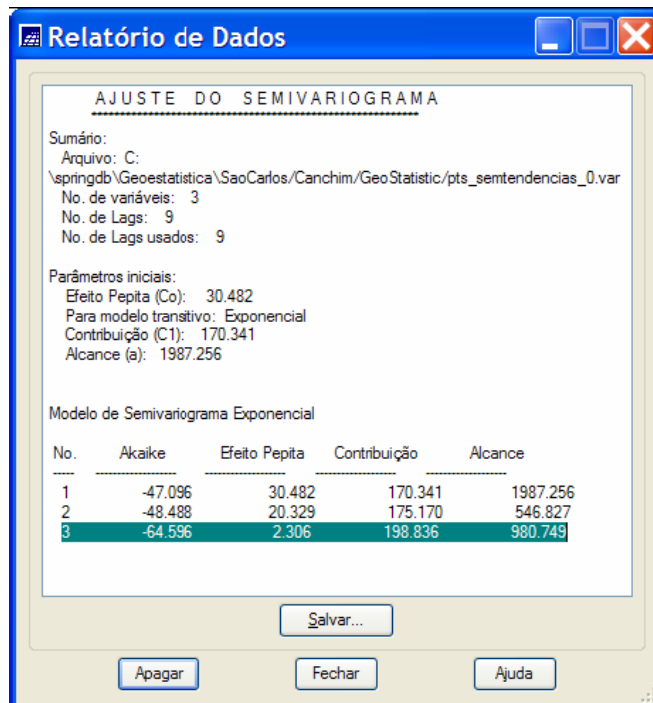 Relatório de Dados
AJUSTE DO SEMIVARIOGRAMA
Sumário:
Arquivo: C:
\springdb\Geoestatistica\SaoCarlos/Canchim/GeoStatistic/pts_semtendencias_0.var
No. de variáveis: 3
No. de Lags: 9
No. de Lags usados: 9
Parâmetros iniciais:
Efeito Pepita (Co): 30.482
Para modelo transitivo: Exponencial
Contribuição (C1): 170.341
Alcance (a): 1987.256
Modelo de Semivariograma Exponencial
No. Akaike Efeito Pepita Contribuição Alcance
1 -47.096 30.482 170.341 1987.256
2 -48.488 20.329 175.170 546.827
3 -64.596 2.306 198.836 980.749
Salvar...
Apagar Fechar Ajuda